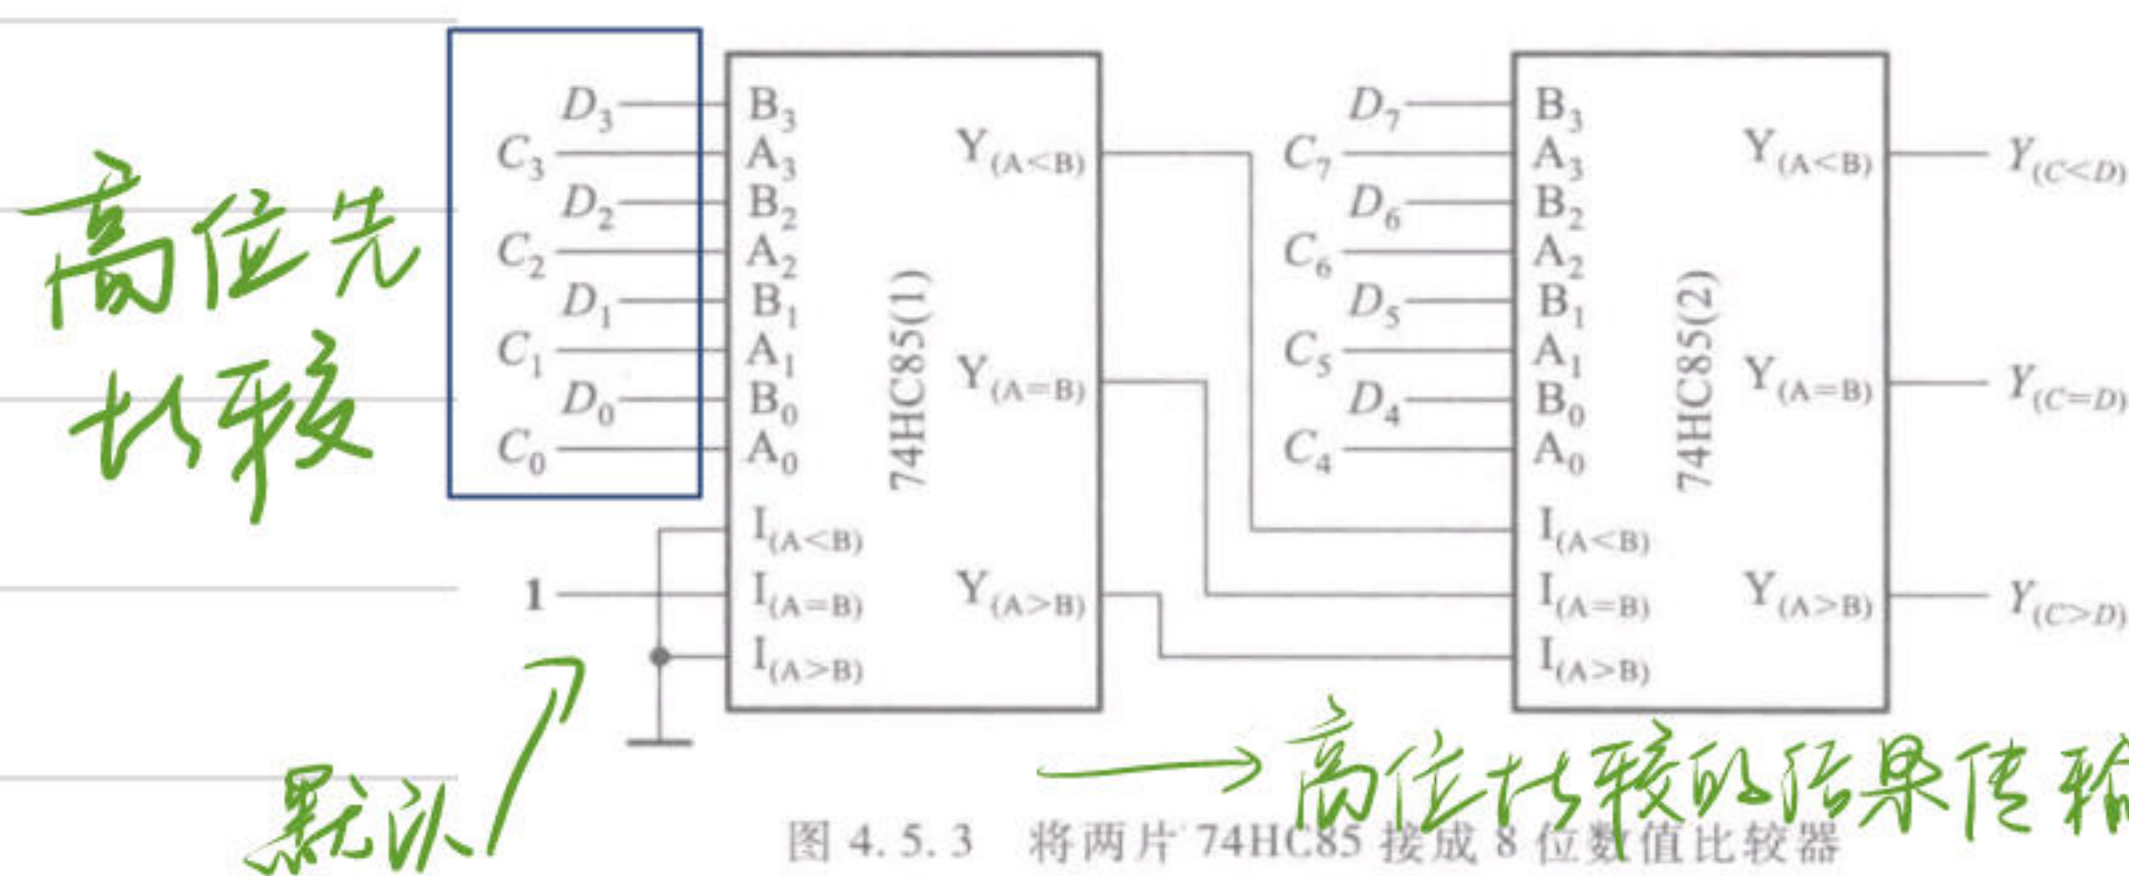 高位先
比较
默认
D₃ B₃
C₃ A₃ Y(A<B)
D₂ B₂
C₂ A₂
D₁ B₁
C₁ A₁ Y(A=B)
D₀ B₀
C₀ A₀
I(A<B)
1 I(A=B) Y(A>B)
I(A>B)
74HC85(1)
D₇ B₃
C₇ A₃ Y(A<B) Y(C<D)
D₆ B₂
C₆ A₂
D₅ B₁
C₅ A₁ Y(A=B) Y(C=D)
D₄ B₀
C₄ A₀
I(A<B)
I(A=B) Y(A>B) Y(C>D)
I(A>B)
74HC85(2)
→高位比较的结果传输
图 4.5.3 将两片 74HC85 接成 8 位数值比较器